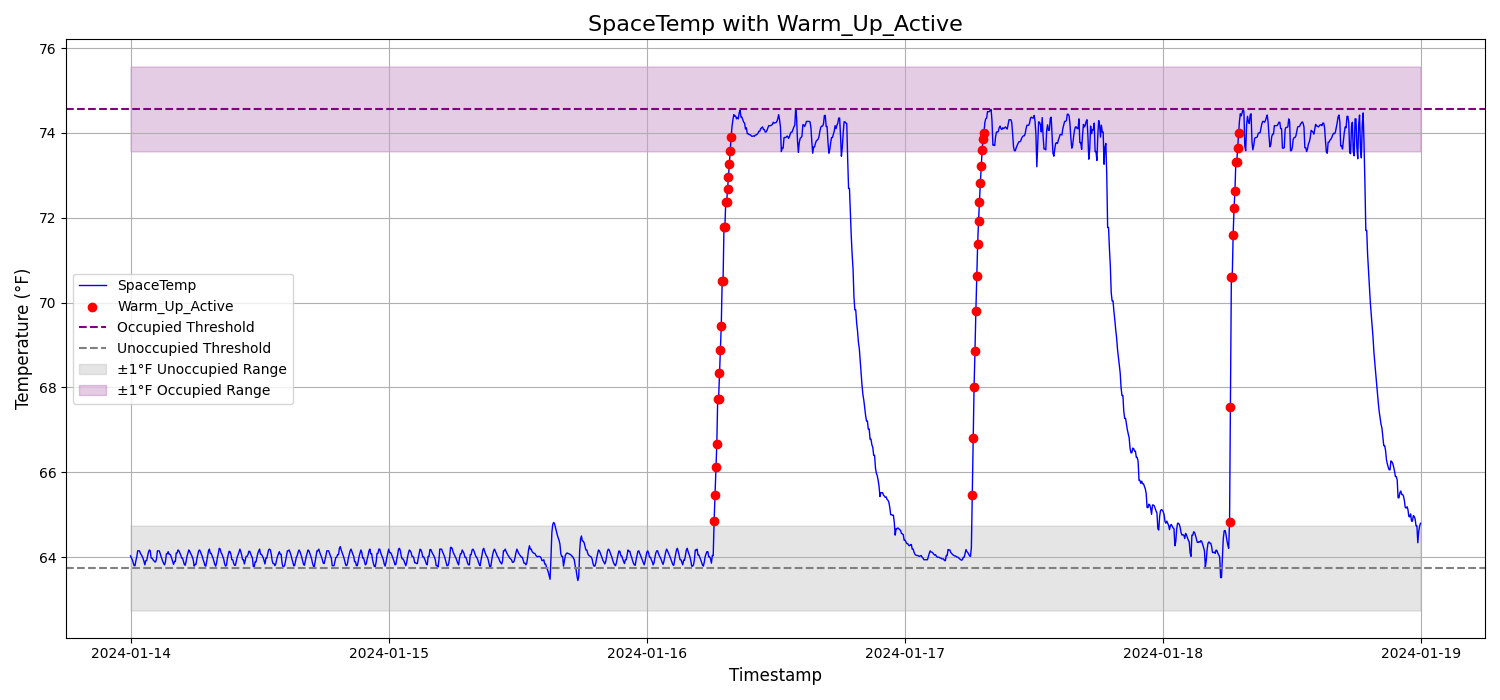 SpaceTemp with Warm_Up_Active
Temperature (°F)
76
74
72
70
68
66
64
SpaceTemp
Warm_Up_Active
Occupied Threshold
Unoccupied Threshold
±1°F Unoccupied Range
±1°F Occupied Range
2024-01-14
2024-01-15
2024-01-16
2024-01-17
2024-01-18
2024-01-19
Timestamp